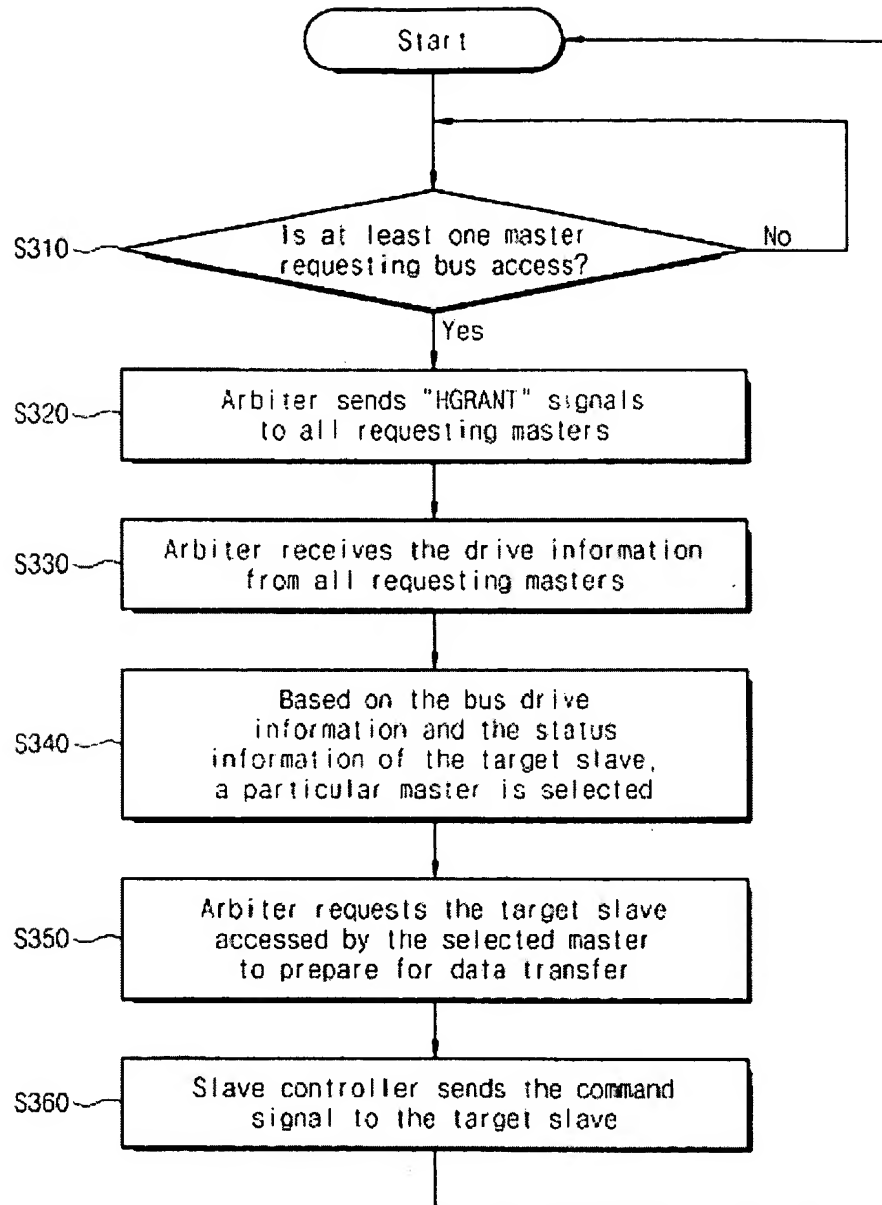 Start
S310
Is at least one master
requesting bus access?
No
Yes
S320
Arbiter sends "HGRANT" signals
to all requesting masters
S330
Arbiter receives the drive information
from all requesting masters
S340
Based on the bus drive
information and the status
information of the target slave,
a particular master is selected
S350
Arbiter requests the target slave
accessed by the selected master
to prepare for data transfer
S360
Slave controller sends the command
signal to the target slave